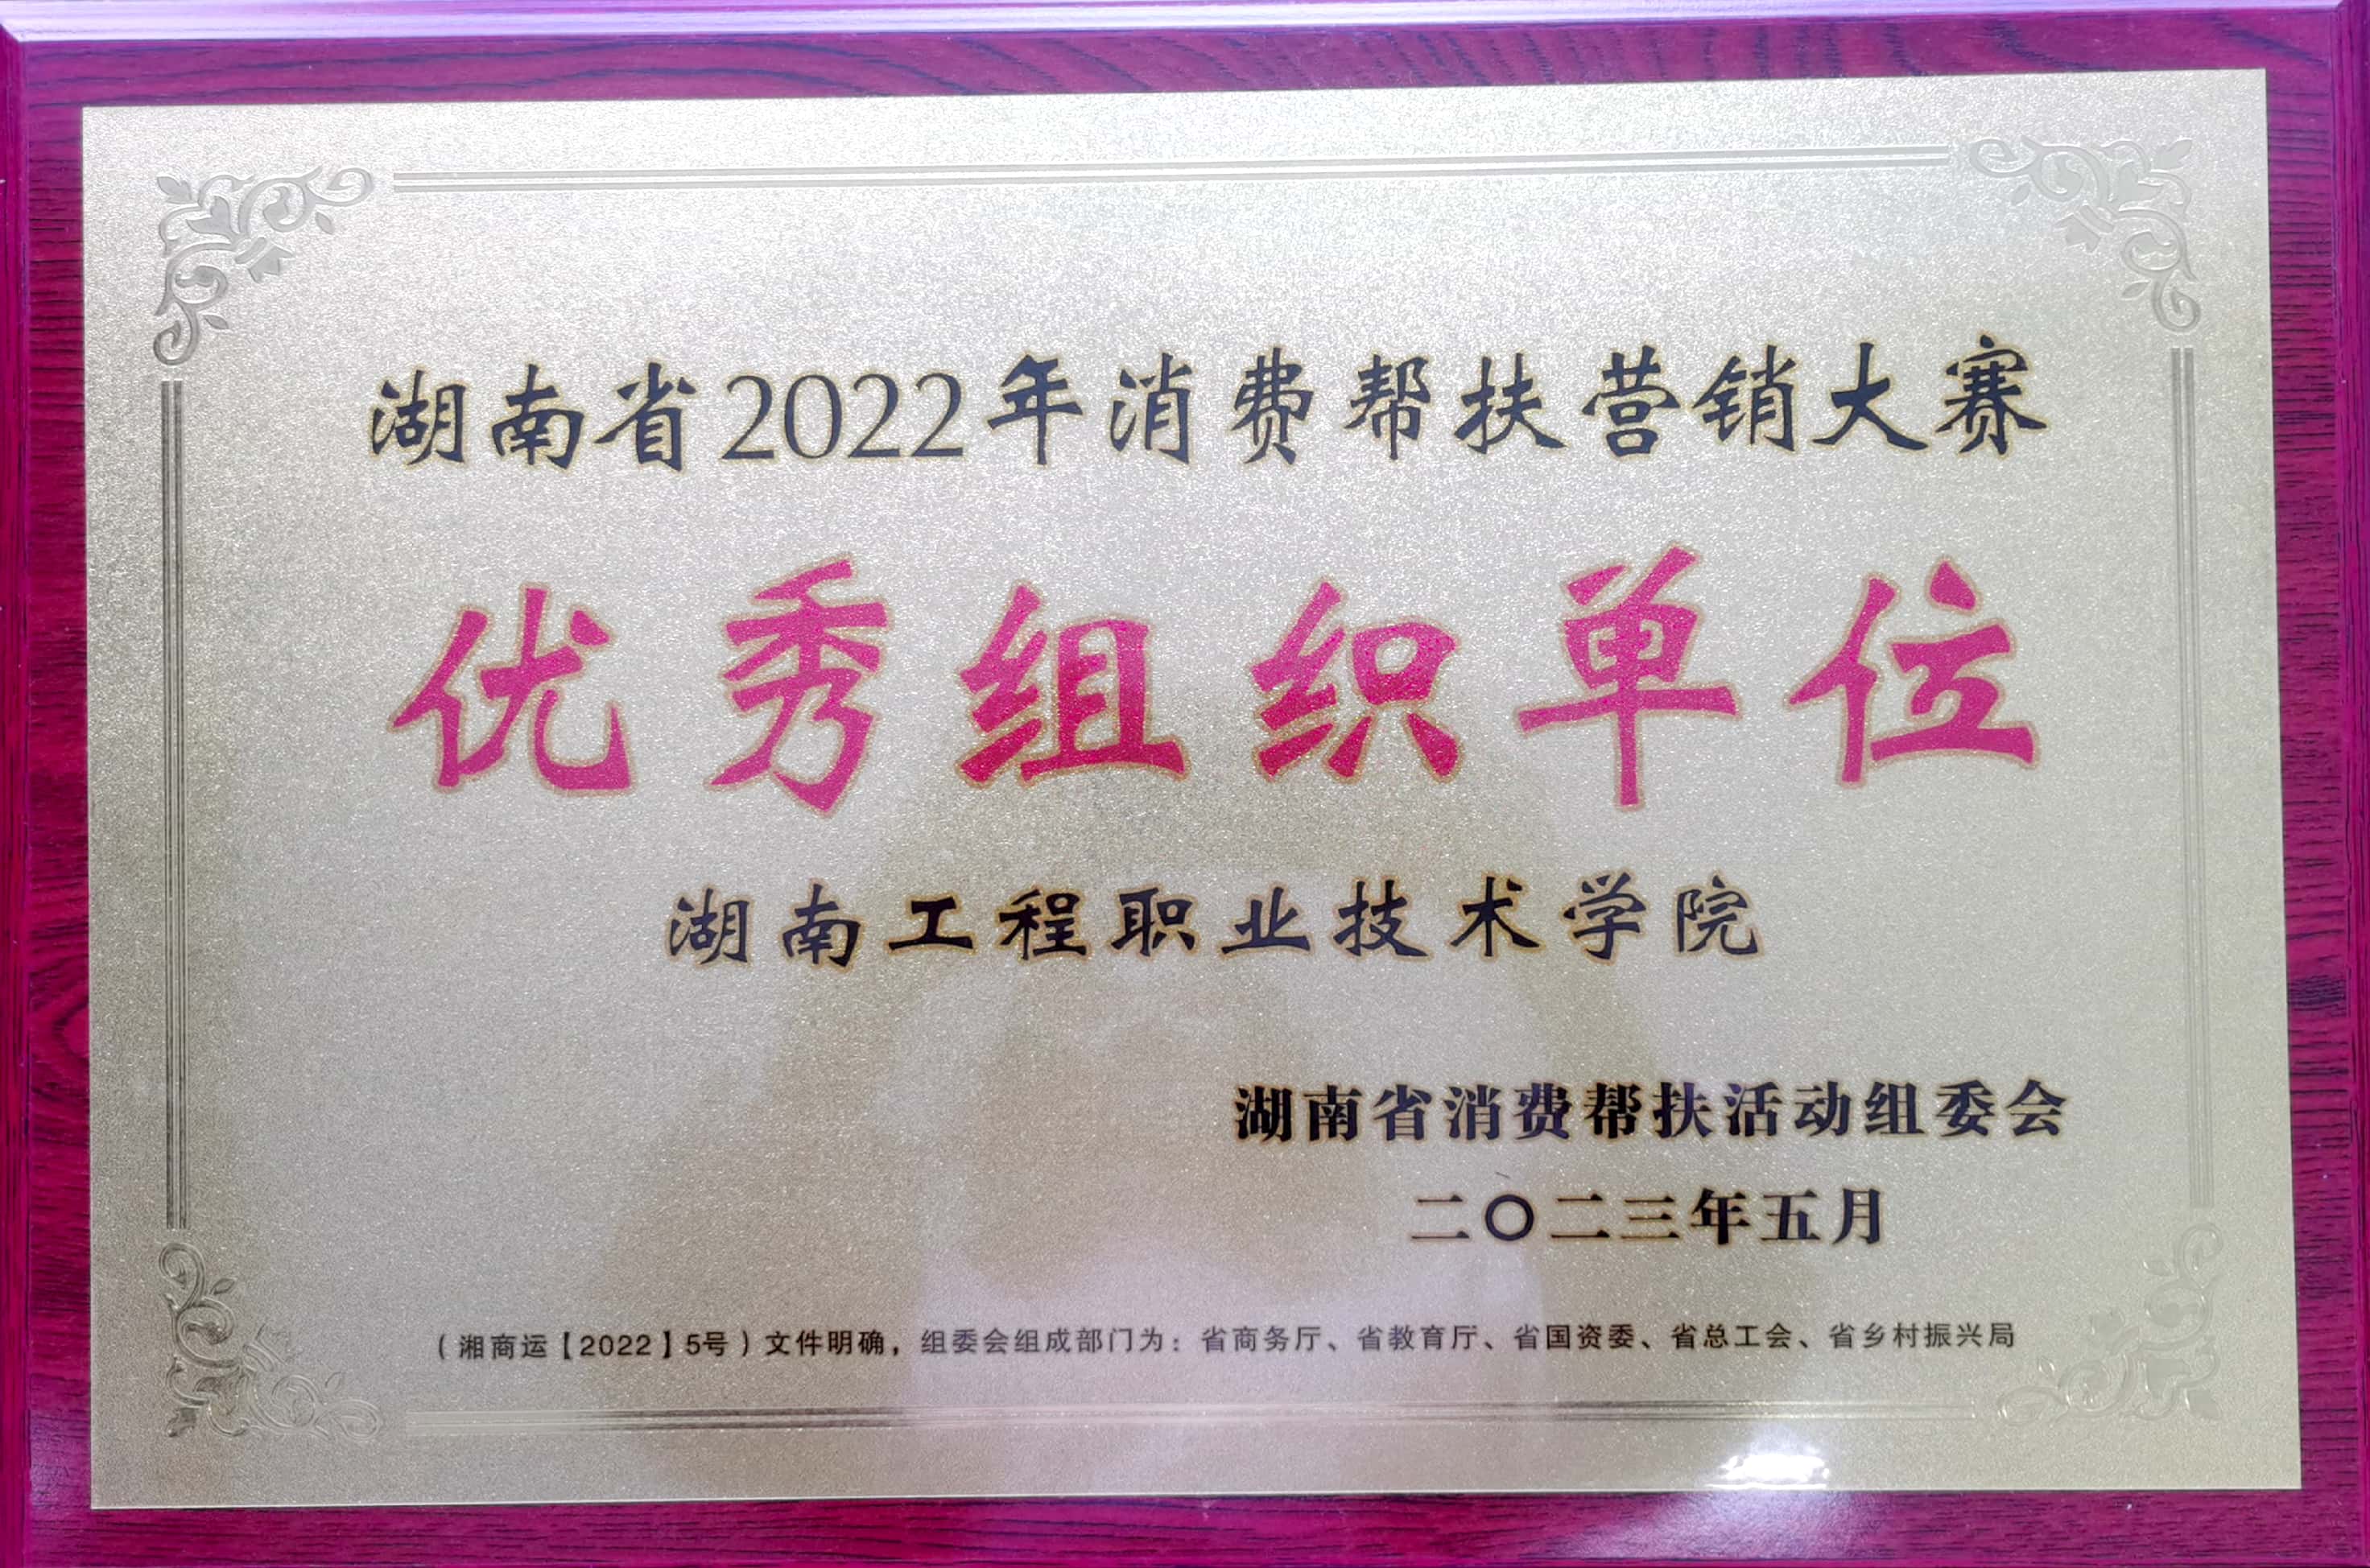 湖南省2022年消费帮扶营销大赛
优秀组织单位
湖南工程职业技术学院
湖南省消费帮扶活动组委会
二〇二三年五月
（湘商运【2022】5号）文件明确，组委会组成部门为：省商务厅、省教育厅、省国资委、省总工会、省乡村振兴局